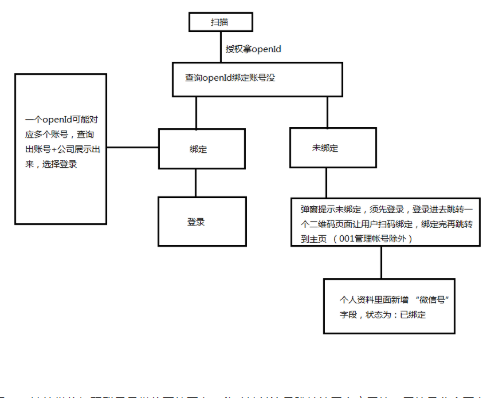 扫描
授权拿openId
查询openId绑定账号没
一个openId可能对
应多个账号，查询
出账号+公司展示出
来，选择登录
绑定
未绑定
登录
弹窗提示未绑定，须先登录，登录进去跳转一
个二维码页面让用户扫码绑定，绑定完再跳转
到主页 （001管理帐号除外）
个人资料里面新增 “微信号”
字段，状态为：已绑定